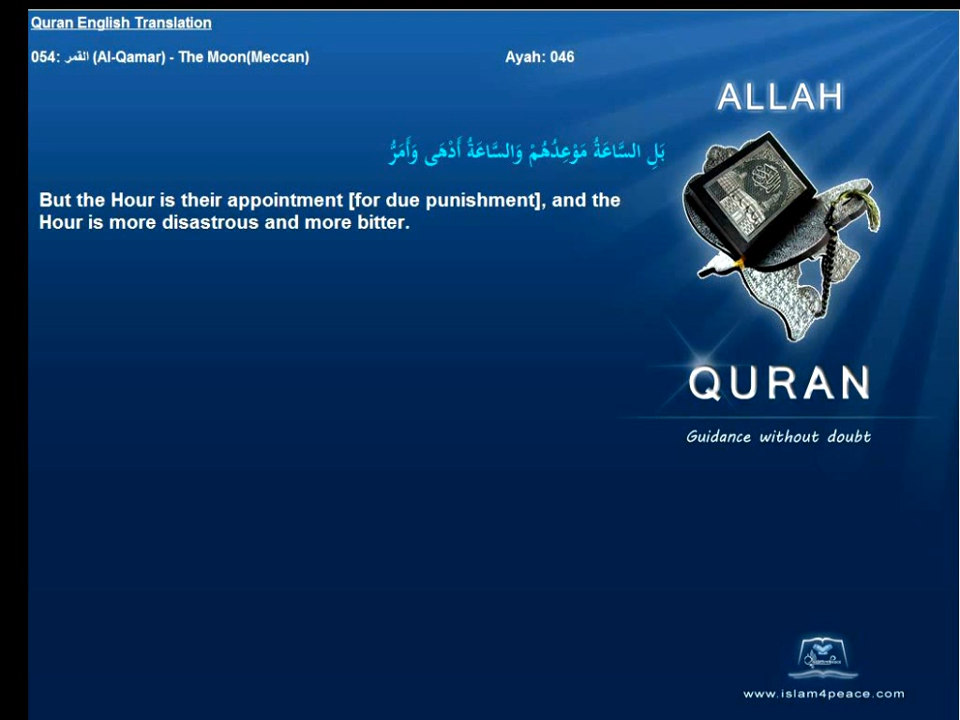 Quran English Translation
054: القمر (Al-Qamar) - The Moon(Meccan) Ayah: 046
ALLAH
بَلِ السَّاعَةُ مَوْعِدُهُمْ وَالسَّاعَةُ أَدْهَى وَأَمَرُّ
But the Hour is their appointment [for due punishment], and the
Hour is more disastrous and more bitter.
QURAN
Guidance without doubt
www.islam4peace.com